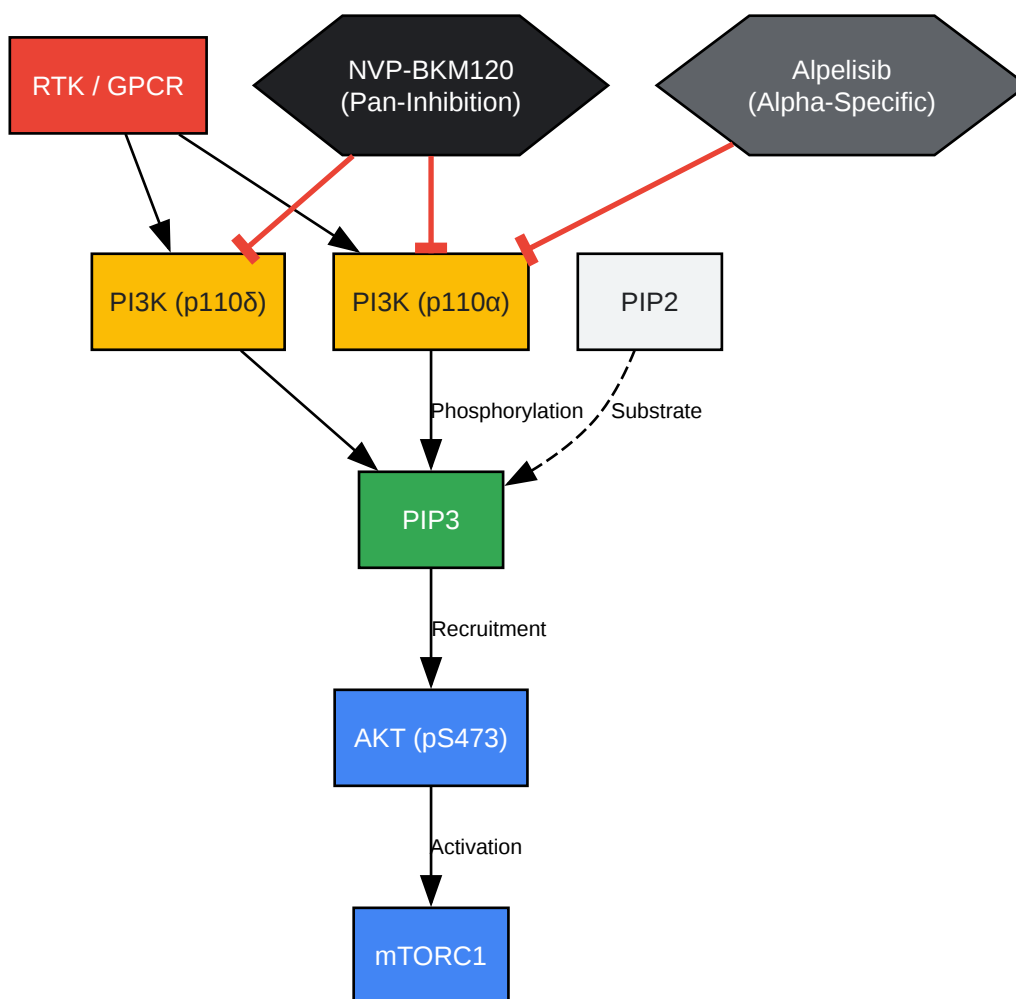 RTK / GPCR
NVP-BKM120
(Pan-Inhibition)
Alpelisib
(Alpha-Specific)
PI3K (p110δ)
PI3K (p110α)
PIP2
Phosphorylation
Substrate
PIP3
Recruitment
AKT (pS473)
Activation
mTORC1